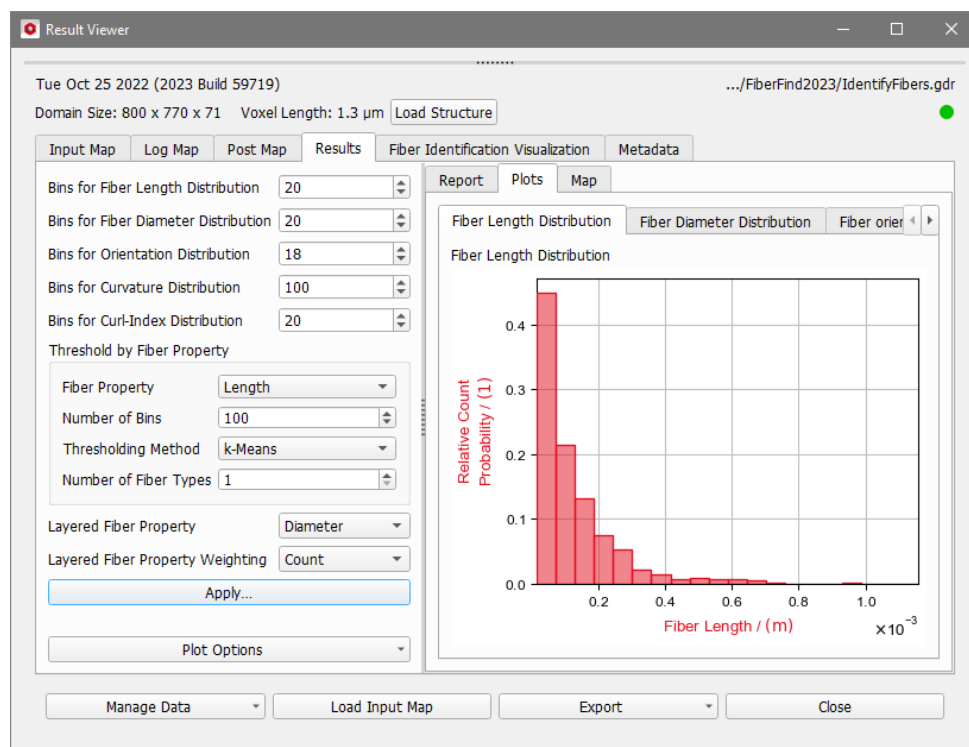 Result Viewer
Tue Oct 25 2022 (2023 Build 59719)
.../FiberFind2023/IdentifyFibers.gdr
Domain Size: 800 x 770 x 71 Voxel Length: 1.3 µm Load Structure
Input Map Log Map Post Map Results Fiber Identification Visualization Metadata
Bins for Fiber Length Distribution 20
Bins for Fiber Diameter Distribution 20
Bins for Orientation Distribution 18
Bins for Curvature Distribution 100
Bins for Curl-Index Distribution 20
Threshold by Fiber Property
Fiber Property Length
Number of Bins 100
Thresholding Method k-Means
Number of Fiber Types 1
Layered Fiber Property Diameter
Layered Fiber Property Weighting Count
Apply...
Plot Options
Report Plots Map
Fiber Length Distribution Fiber Diameter Distribution Fiber orier
Fiber Length Distribution
Relative Count
Probability / (1)
0.4
0.3
0.2
0.1
0.0
0.2 0.4 0.6 0.8 1.0
Fiber Length / (m)
×10⁻³
Manage Data Load Input Map Export Close